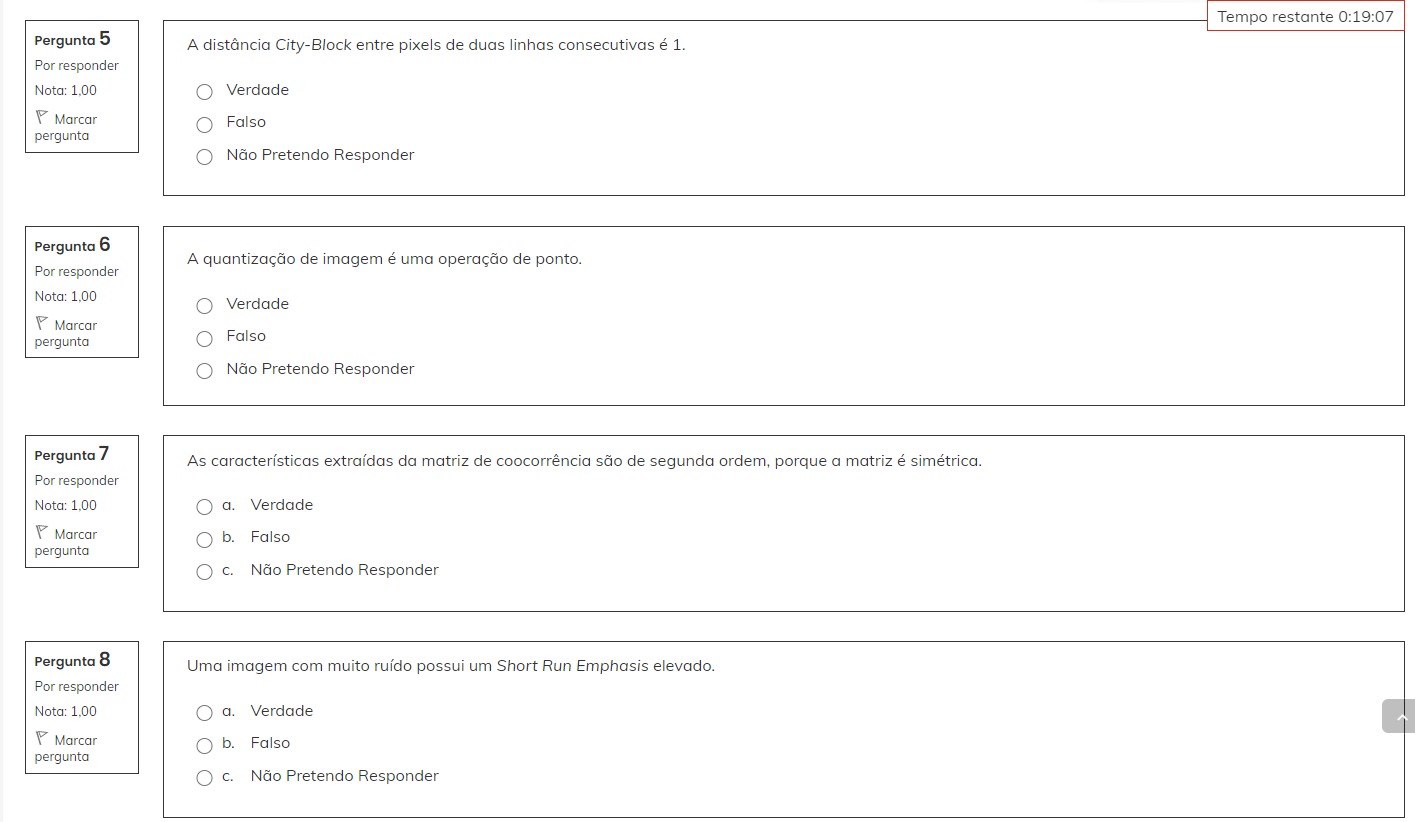 Tempo restante 0:19:07
Pergunta 5
Por responder
Nota: 1,00
Marcar
pergunta
A distância City-Block entre pixels de duas linhas consecutivas é 1.
Verdade
Falso
Não Pretendo Responder
Pergunta 6
Por responder
Nota: 1,00
Marcar
pergunta
A quantização de imagem é uma operação de ponto.
Verdade
Falso
Não Pretendo Responder
Pergunta 7
Por responder
Nota: 1,00
Marcar
pergunta
As características extraídas da matriz de coocorrência são de segunda ordem, porque a matriz é simétrica.
a. Verdade
b. Falso
c. Não Pretendo Responder
Pergunta 8
Por responder
Nota: 1,00
Marcar
pergunta
Uma imagem com muito ruído possui um Short Run Emphasis elevado.
a. Verdade
b. Falso
c. Não Pretendo Responder